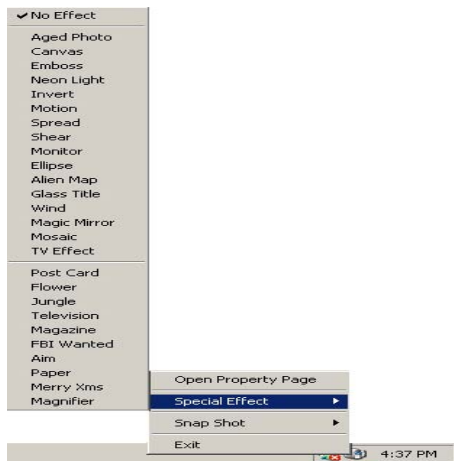 No Effect
Aged Photo
Canvas
Emboss
Neon Light
Invert
Motion
Spread
Shear
Monitor
Ellipse
Alien Map
Glass Title
Wind
Magic Mirror
Mosaic
TV Effect
Post Card
Flower
Jungle
Television
Magazine
FBI Wanted
Aim
Paper
Merry Xms
Magnifier
Open Property Page
Special Effect
Snap Shot
Exit
4:37 PM